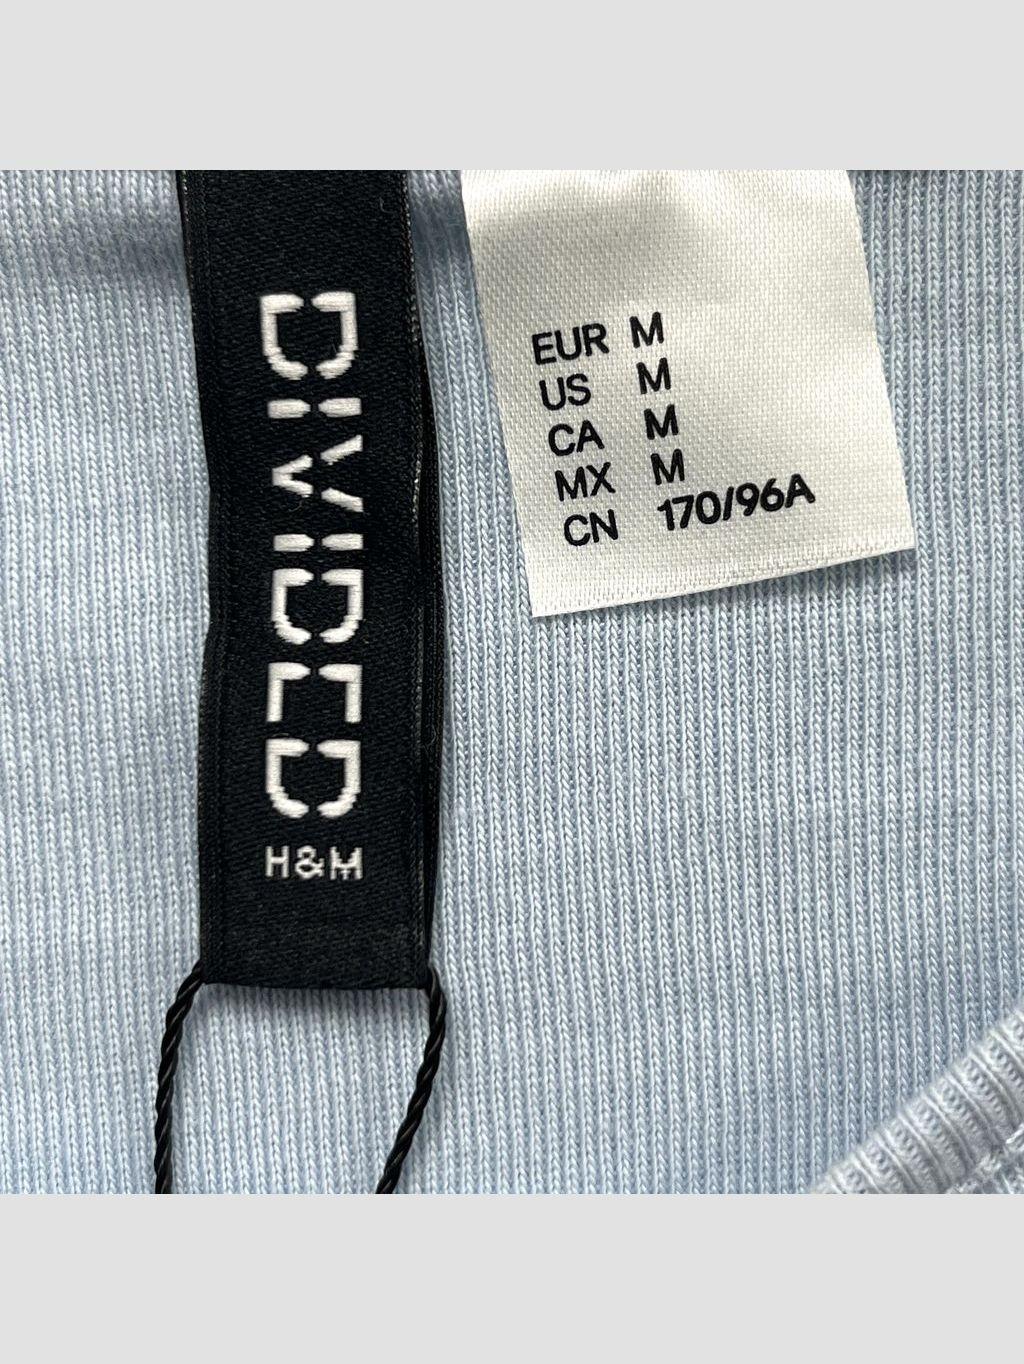 DIVIDED
H&M
EUR M
US M
CA M
MX M
CN 170/96A